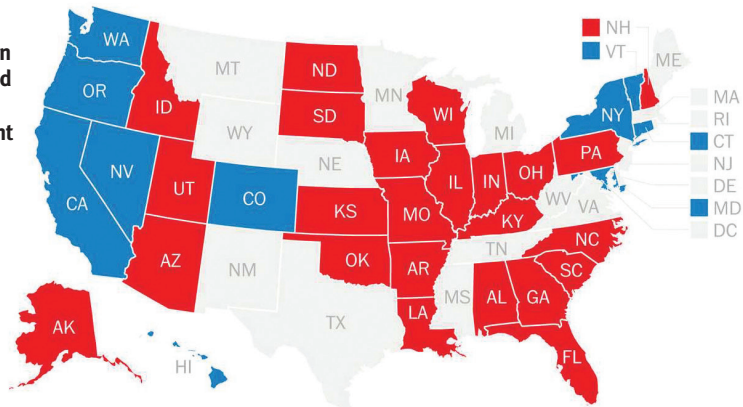 n
d
nt
WA
OR
CA
NV
ID
MT
WY
UT
CO
AZ
NM
ND
SD
NE
KS
OK
TX
MN
IA
MO
AR
LA
WI
IL
MI
IN
OH
KY
TN
MS
AL
GA
FL
SC
NC
VA
WV
PA
NY
NH
VT
ME
MA
RI
CT
NJ
DE
MD
DC
AK
HI